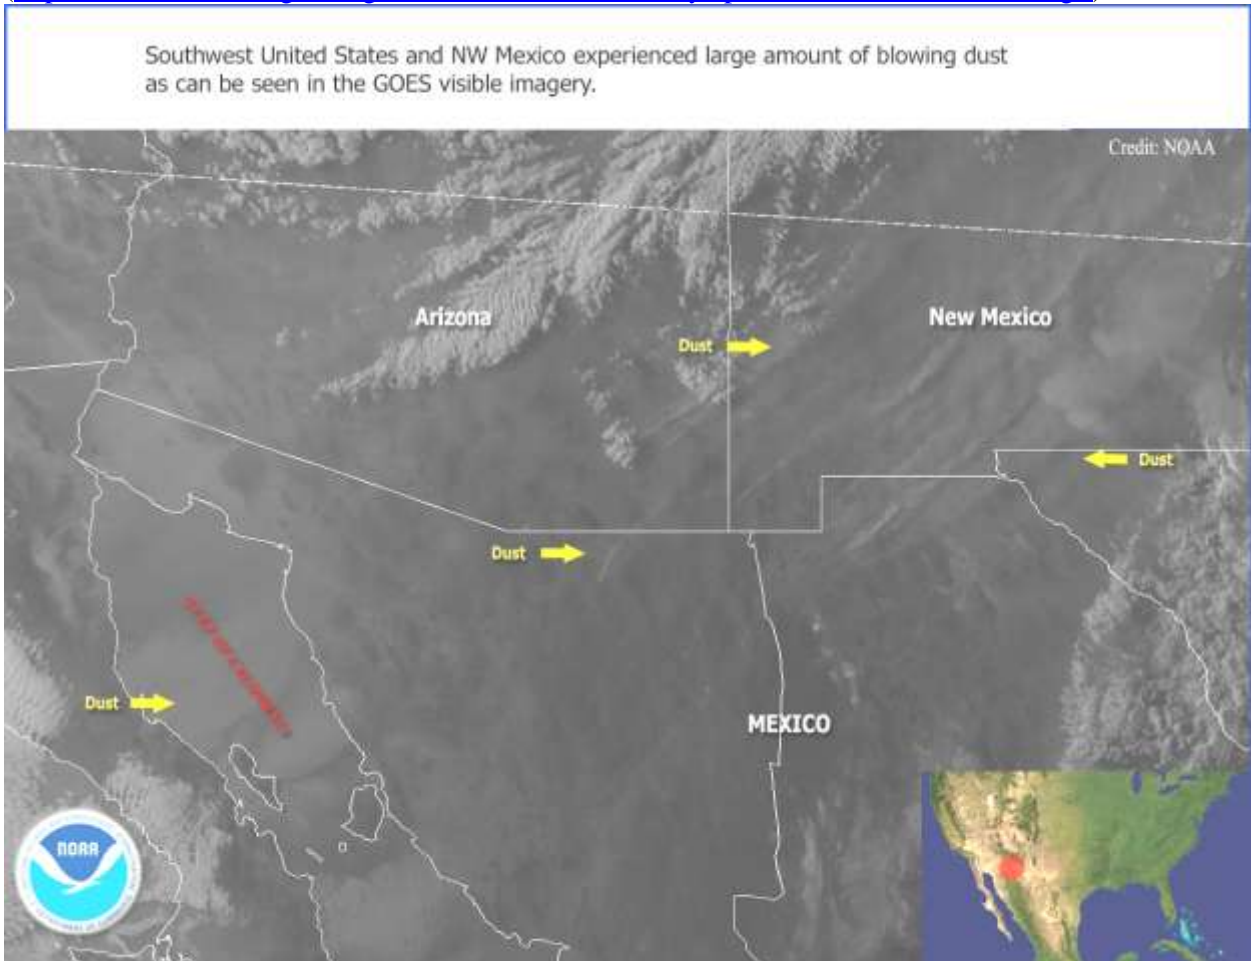 Southwest United States and NW Mexico experienced large amount of blowing dust
as can be seen in the GOES visible imagery.
Credit: NOAA
Arizona
New Mexico
Dust
Dust
Dust
Dust
MEXICO
NOAA